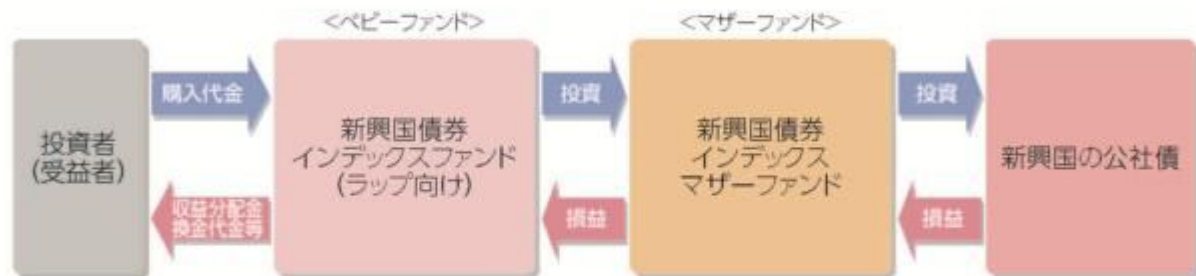 <ベビーファンド>
<マザーファンド>
投資者
(受益者)
購入代金
収益分配金
換金代金等
新興国債券
インデックスファンド
(ラップ向け)
投資
損益
新興国債券
インデックス
マザーファンド
投資
損益
新興国の公社債